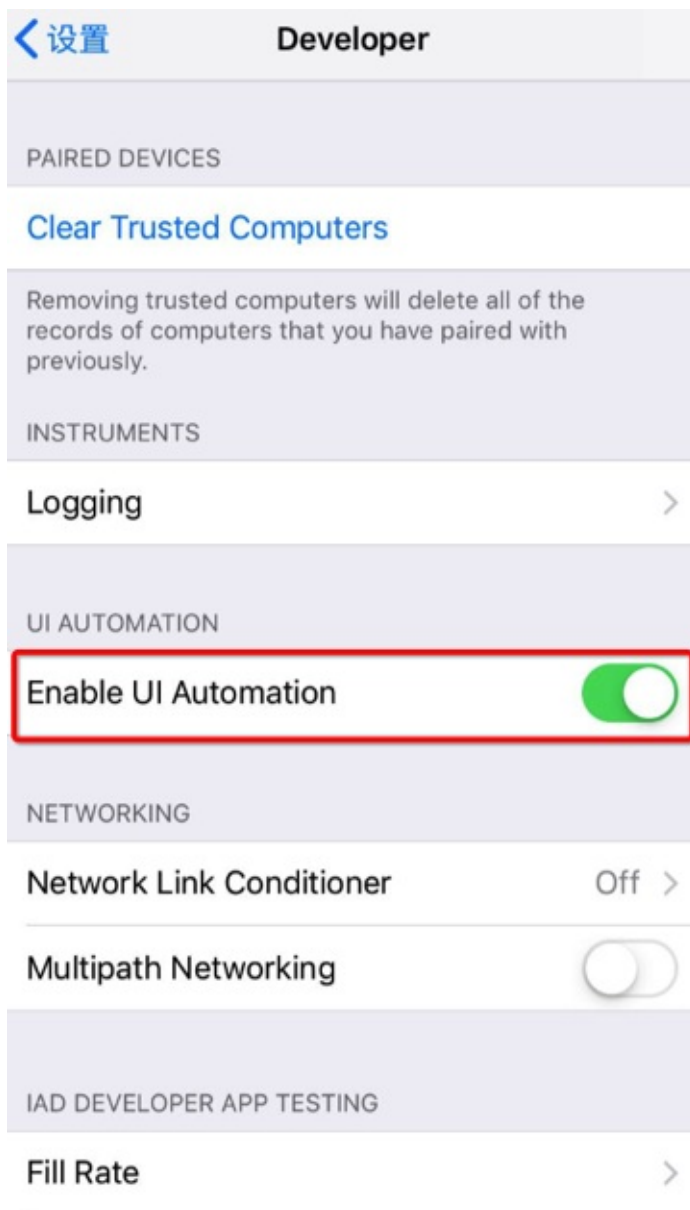 设置
Developer
PAIRED DEVICES
Clear Trusted Computers
Removing trusted computers will delete all of the
records of computers that you have paired with
previously.
INSTRUMENTS
Logging
UI AUTOMATION
Enable UI Automation
NETWORKING
Network Link Conditioner Off
Multipath Networking
IAD DEVELOPER APP TESTING
Fill Rate